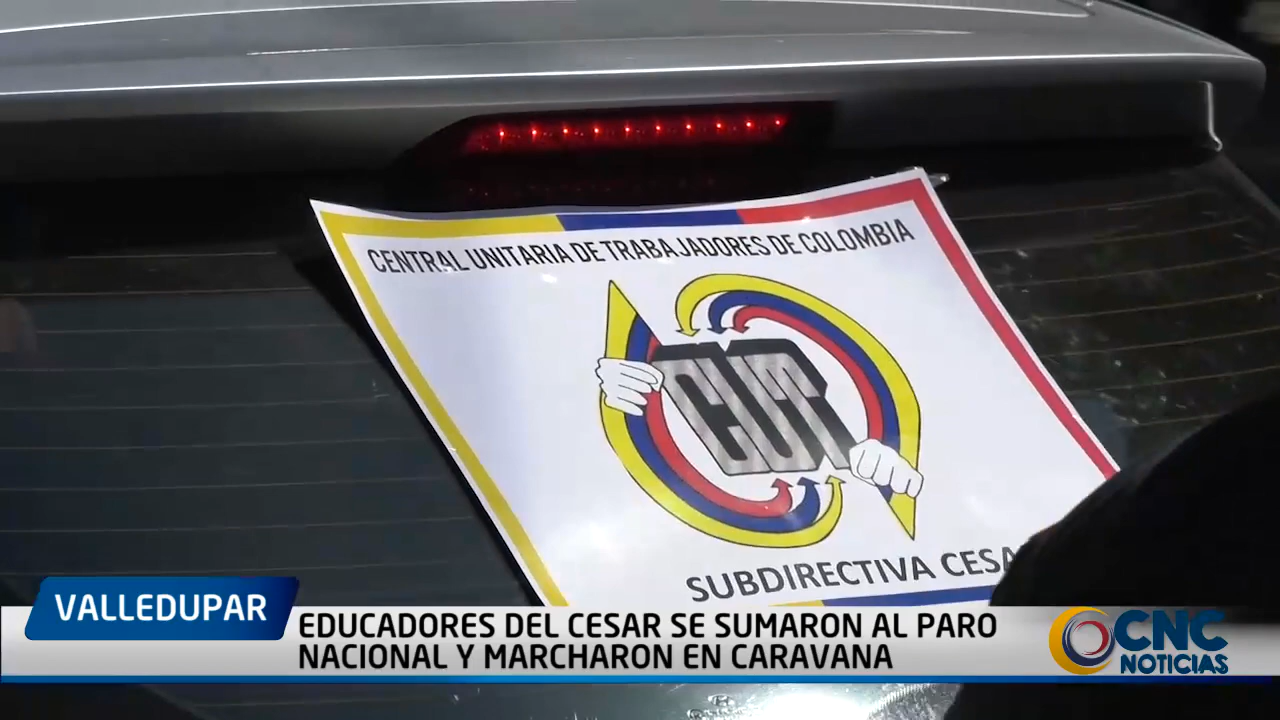 CENTRAL UNITARIA DE TRABAJADORES DE COLOMBIA
CUT
SUBDIRECTIVA CESA
VALLEDUPAR
EDUCADORES DEL CESAR SE SUMARON AL PARO
NACIONAL Y MARCHARON EN CARAVANA
CNC
NOTICIAS